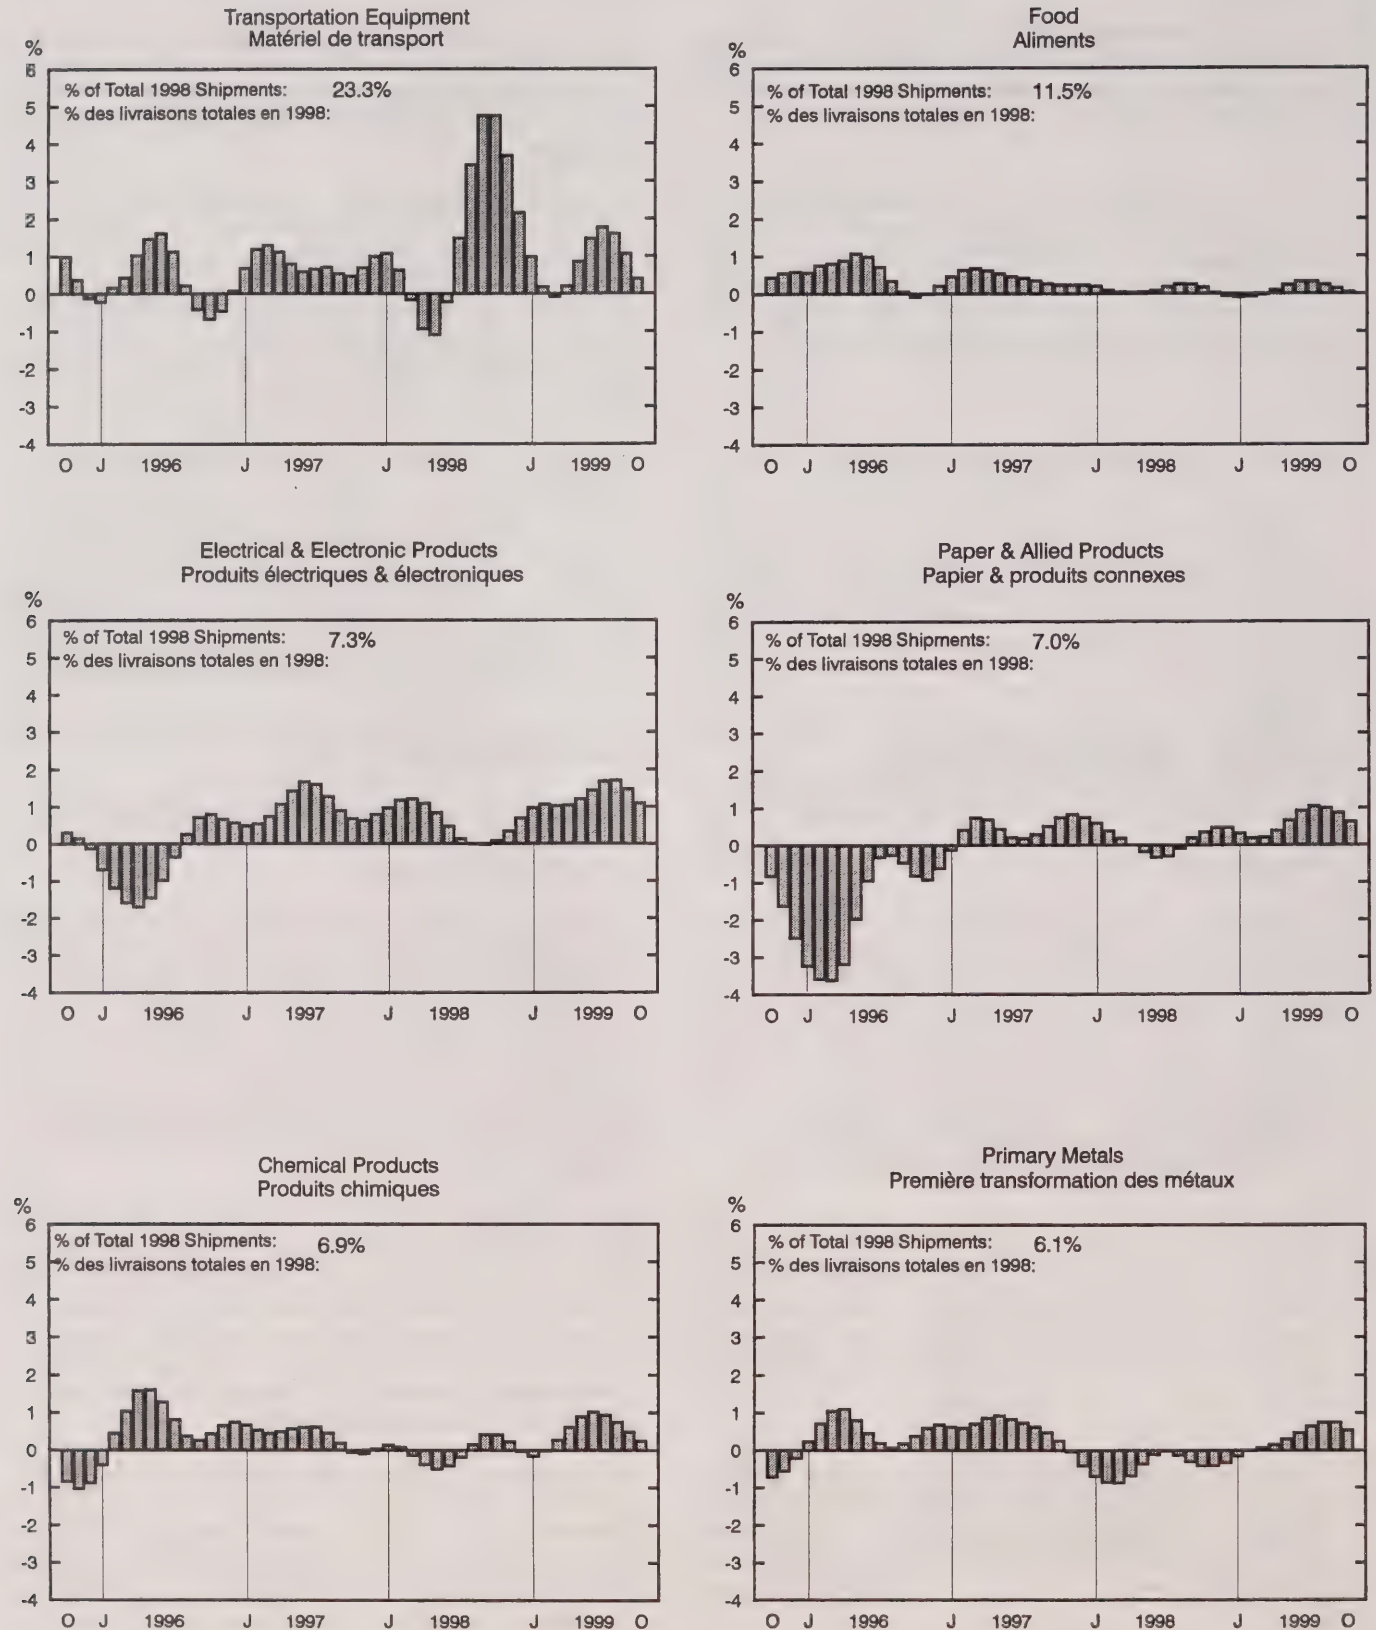 Transportation Equipment
Matériel de transport
%
6
5
4
3
2
1
0
-1
-2
-3
-4
% of Total 1998 Shipments: 23.3%
% des livraisons totales en 1998:
O J 1996 J 1997 J 1998 J 1999 O
Food
Aliments
%
6
5
4
3
2
1
0
-1
-2
-3
-4
% of Total 1998 Shipments: 11.5%
% des livraisons totales en 1998:
O J 1996 J 1997 J 1998 J 1999 O
Electrical & Electronic Products
Produits électriques & électroniques
%
6
5
4
3
2
1
0
-1
-2
-3
-4
% of Total 1998 Shipments: 7.3%
% des livraisons totales en 1998:
O J 1996 J 1997 J 1998 J 1999 O
Paper & Allied Products
Papier & produits connexes
%
6
5
4
3
2
1
0
-1
-2
-3
-4
% of Total 1998 Shipments: 7.0%
% des livraisons totales en 1998:
O J 1996 J 1997 J 1998 J 1999 O
Chemical Products
Produits chimiques
%
6
5
4
3
2
1
0
-1
-2
-3
-4
% of Total 1998 Shipments: 6.9%
% des livraisons totales en 1998:
O J 1996 J 1997 J 1998 J 1999 O
Primary Metals
Première transformation des métaux
%
6
5
4
3
2
1
0
-1
-2
-3
-4
% of Total 1998 Shipments: 6.1%
% des livraisons totales en 1998:
O J 1996 J 1997 J 1998 J 1999 O